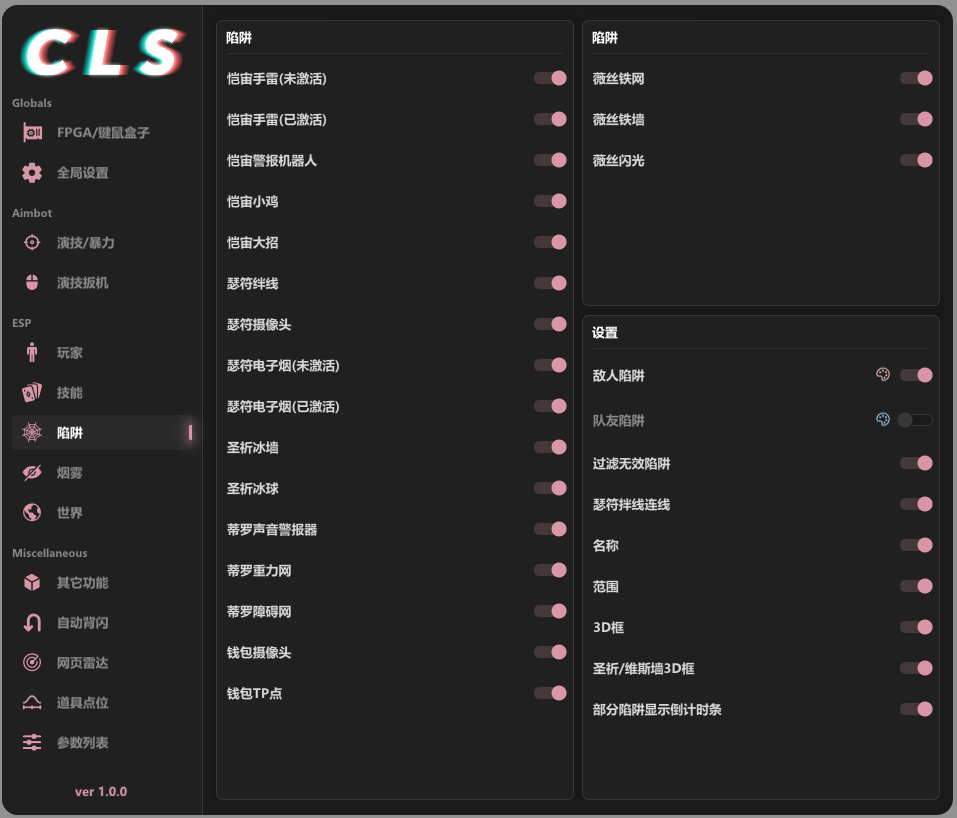 CLS
Globals
FPGA/键鼠盒子
全局设置
Aimbot
演技/暴力
演技扳机
ESP
玩家
技能
陷阱
烟雾
世界
Miscellaneous
其它功能
自动背闪
网页雷达
道具点位
参数列表
ver 1.0.0
陷阱
恺宙手雷(未激活)
恺宙手雷(已激活)
恺宙警报机器人
恺宙小鸡
恺宙大招
瑟符绊线
瑟符摄像头
瑟符电子烟(未激活)
瑟符电子烟(已激活)
圣祈冰墙
圣祈冰球
蒂罗声音警报器
蒂罗重力网
蒂罗障碍网
钱包摄像头
钱包TP点
陷阱
薇丝铁网
薇丝铁墙
薇丝闪光
设置
敌人陷阱
队友陷阱
过滤无效陷阱
瑟符拌线连线
名称
范围
3D框
圣祈/维斯墙3D框
部分陷阱显示倒计时条